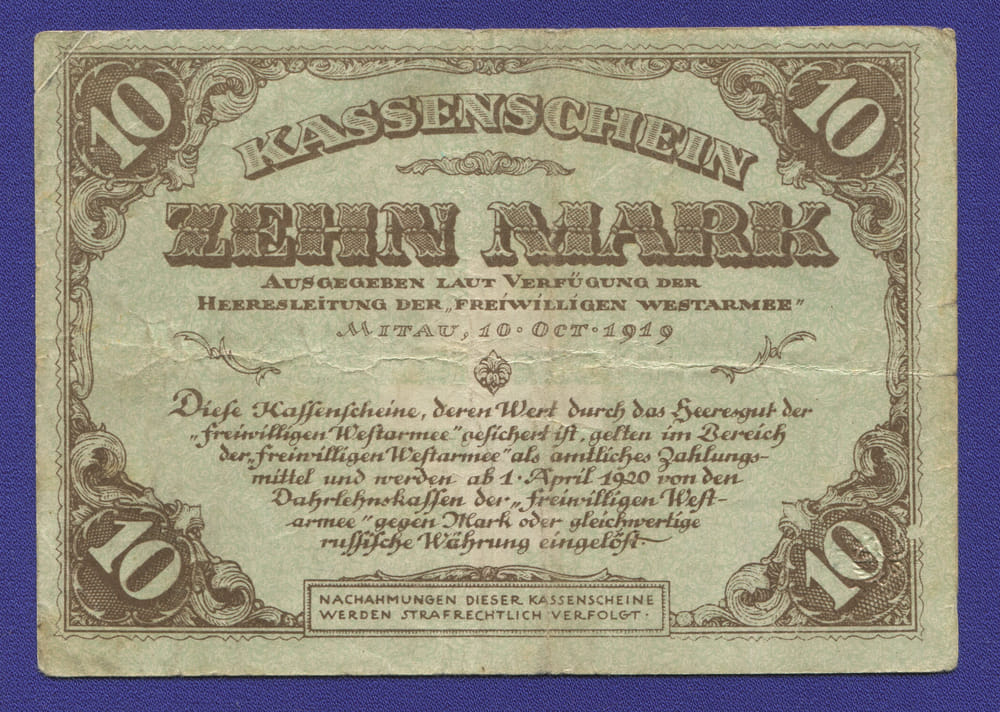 10 10
KASSENSCHEIN
ZEHN MARK
AUSGEGEBEN LAUT VERFÜGUNG DER
HEERESLEITUNG DER „FREIWILLIGEN WESTARMEE"
MITAU, 10 · OCT · 1919
Diese Kassenscheine, deren Wert durch das Heeresgut der
„freiwilligen Westarmee" gesichert ist, gelten im Bereich
der „freiwilligen Westarmee" als amtliches Zahlungs-
mittel und werden ab 1 · April 1920 von den
Dahrlehnskassen der „freiwilligen West-
armee" gegen Mark oder gleichwertige
russische Währung eingelöst
10 10
NACHAHMUNGEN DIESER KASSENSCHEINE
WERDEN STRAFRECHTLICH VERFOLGT ·